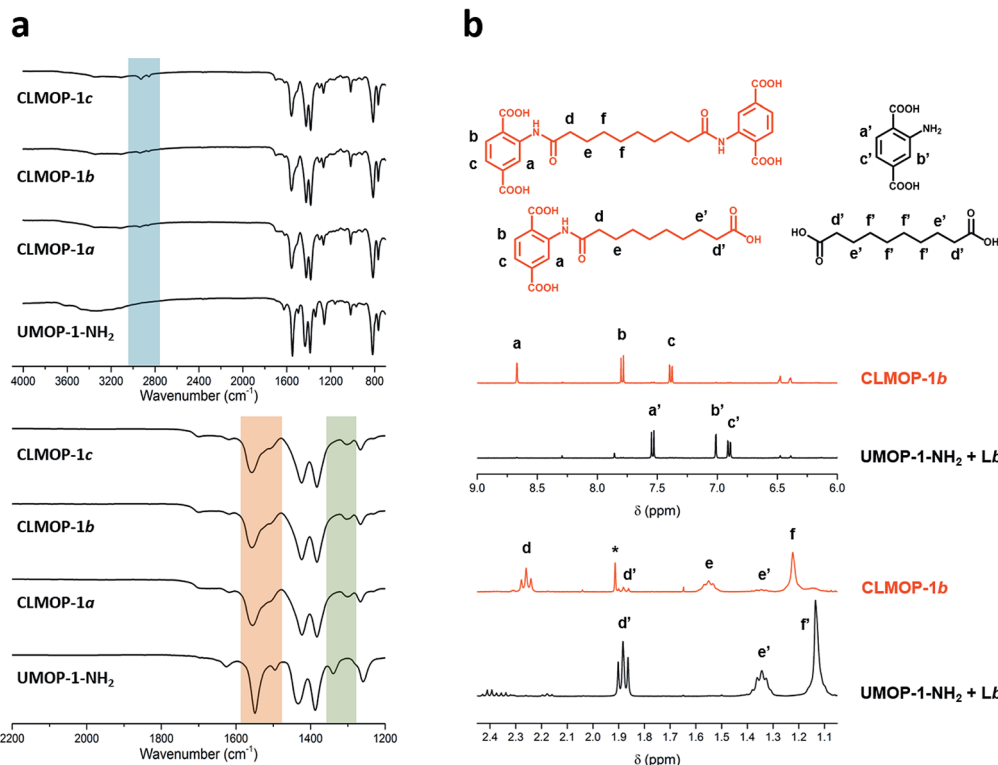 a
CLMOP-1c
CLMOP-1b
CLMOP-1a
UMOP-1-NH2
4000 3600 3200 2800 2400 2000 1600 1200 800
Wavenumber (cm-1)
CLMOP-1c
CLMOP-1b
CLMOP-1a
UMOP-1-NH2
2200 2000 1800 1600 1400 1200
Wavenumber (cm-1)
b
COOH
b
c
a
COOH
H
N
O
d
e
f
f
O
N
H
COOH
COOH
COOH
a’
c’
b’
NH2
COOH
COOH
b
c
a
COOH
H
N
O
d
e
e’
d’
O
OH
HO
O
d’
e’
f’
f’
f’
f’
e’
d’
O
OH
a b c
CLMOP-1b
a’ b’ c’
UMOP-1-NH2 + Lb
9.0 8.5 8.0 7.5 7.0 6.5 6.0
δ (ppm)
d * d’ e e’ f
CLMOP-1b
d’ e’ f’
UMOP-1-NH2 + Lb
2.4 2.3 2.2 2.1 2.0 1.9 1.8 1.7 1.6 1.5 1.4 1.3 1.2 1.1
δ (ppm)